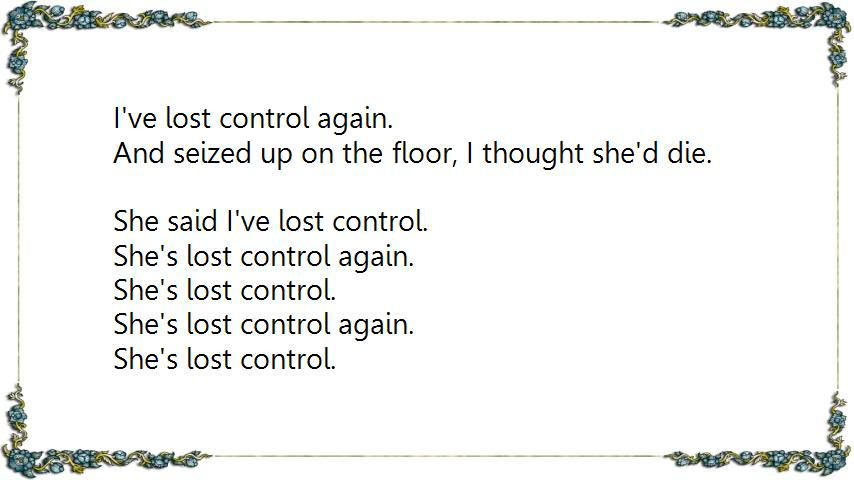 I've lost control again.
And seized up on the floor, I thought she'd die.
She said I've lost control.
She's lost control again.
She's lost control.
She's lost control again.
She's lost control.